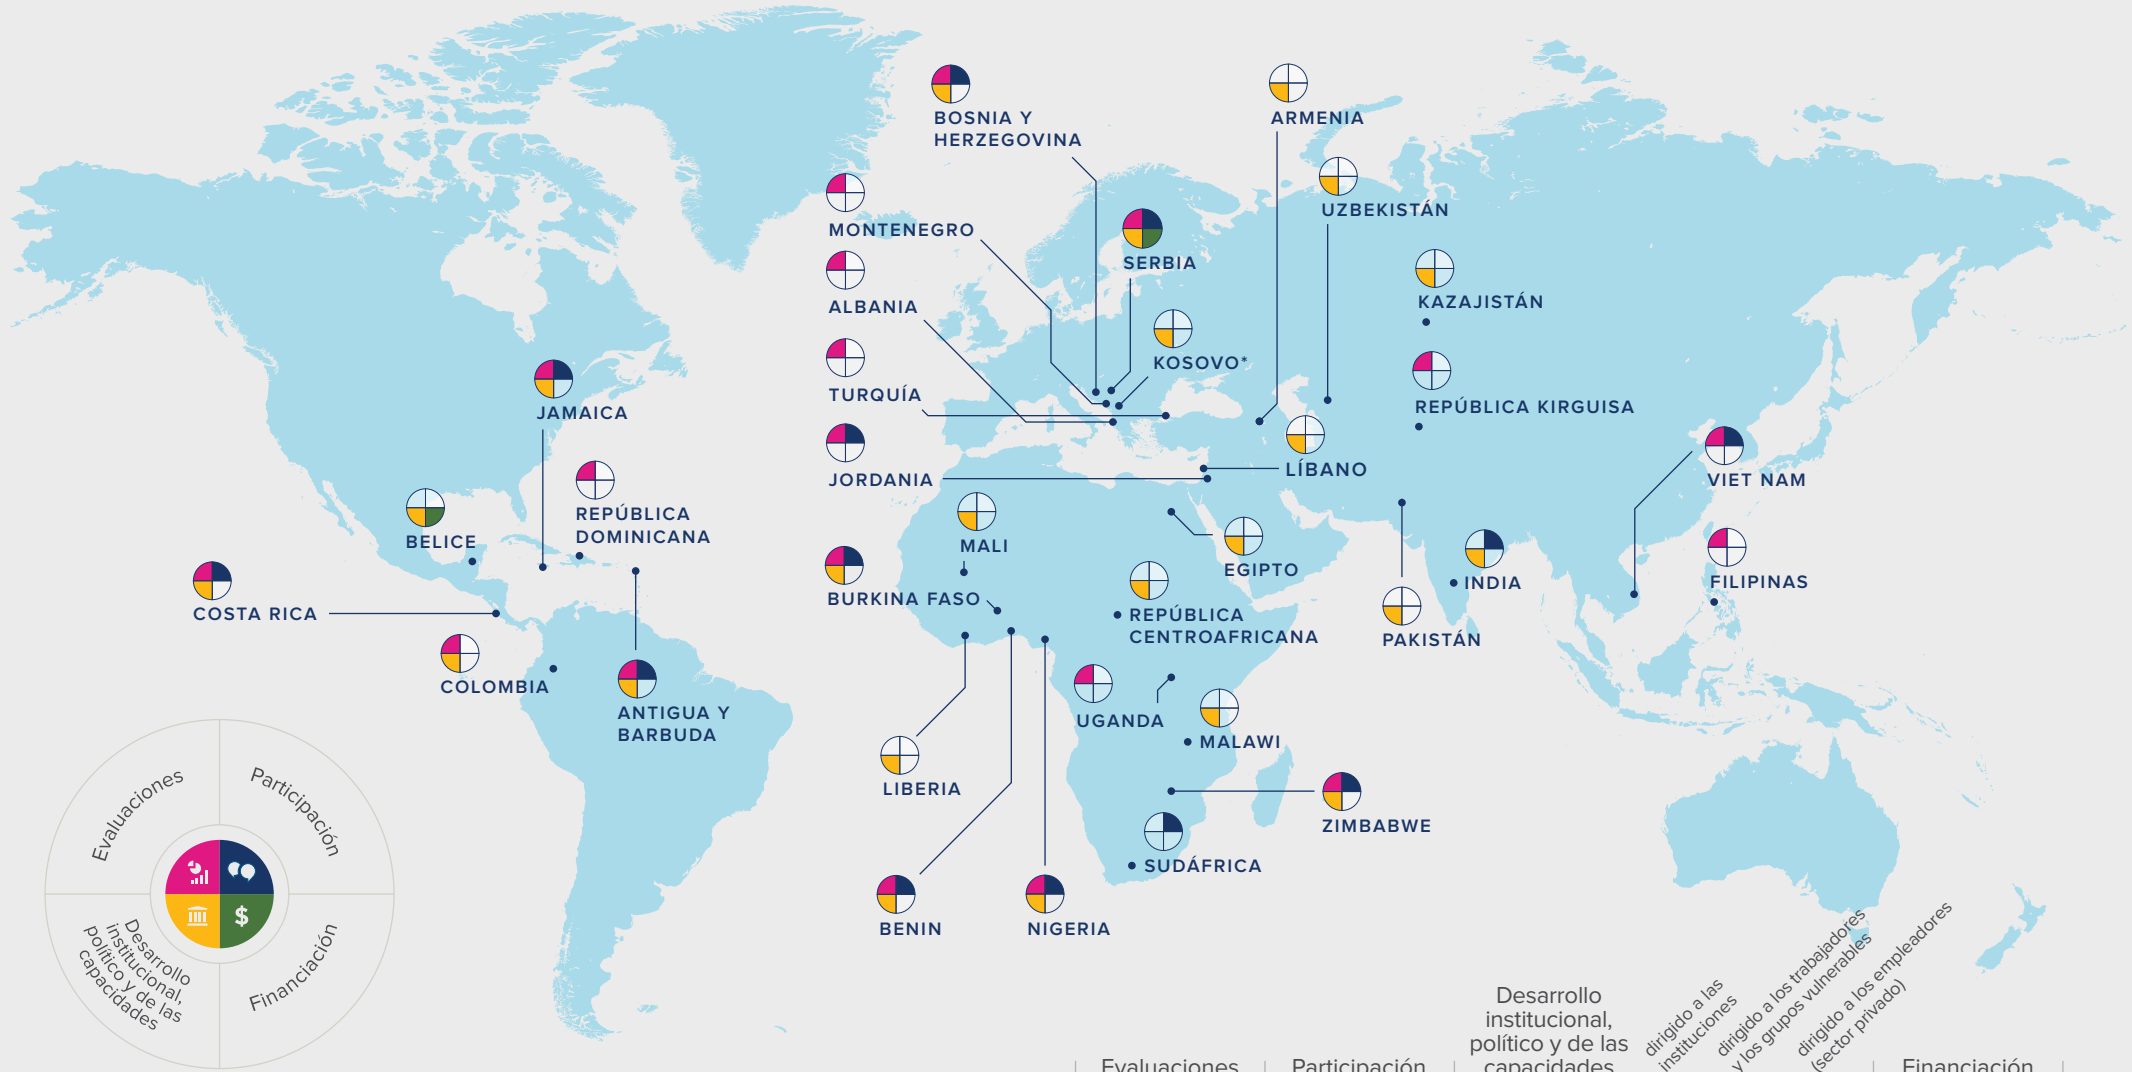 BOSNIA Y
HERZEGOVINA
ARMENIA
UZBEKISTÁN
MONTENEGRO
SERBIA
ALBANIA
KAZAJISTÁN
KOSOVO*
TURQUÍA
REPÚBLICA KIRGUISA
JAMAICA
JORDANIA
LÍBANO
VIET NAM
REPÚBLICA
DOMINICANA
BELICE
MALI
EGIPTO
INDIA
FILIPINAS
BURKINA FASO
COSTA RICA
REPÚBLICA
CENTROAFRICANA
PAKISTÁN
COLOMBIA
ANTIGUA Y
BARBUDA
UGANDA
MALAWI
LIBERIA
ZIMBABWE
SUDÁFRICA
BENIN
NIGERIA
Evaluaciones
Participación
Desarrollo
institucional,
político y de las
capacidades
$
Financiación
Evaluaciones
Participación
Desarrollo
institucional,
político y de las
capacidades
dirigido a las
instituciones
dirigido a los trabajadores
y los grupos vulnerables
dirigido a los empleadores
(sector privado)
Financiación